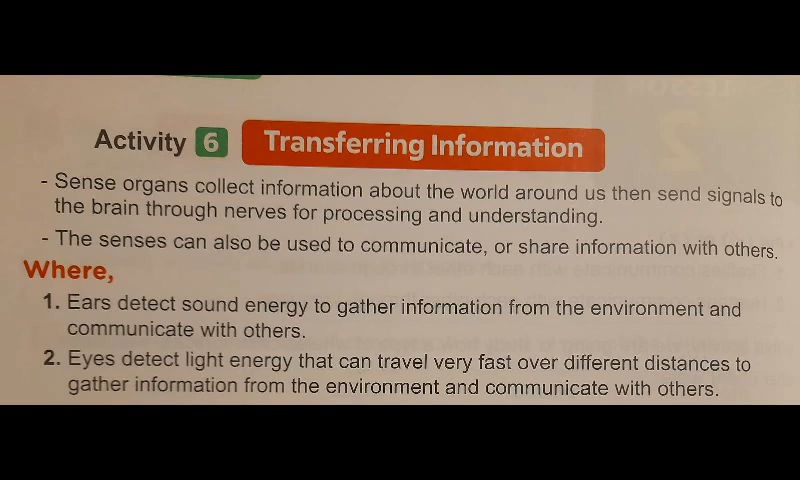 Activity 6 Transferring Information
- Sense organs collect information about the world around us then send signals to
the brain through nerves for processing and understanding.
- The senses can also be used to communicate, or share information with others.
Where,
1. Ears detect sound energy to gather information from the environment and
communicate with others.
2. Eyes detect light energy that can travel very fast over different distances to
gather information from the environment and communicate with others.